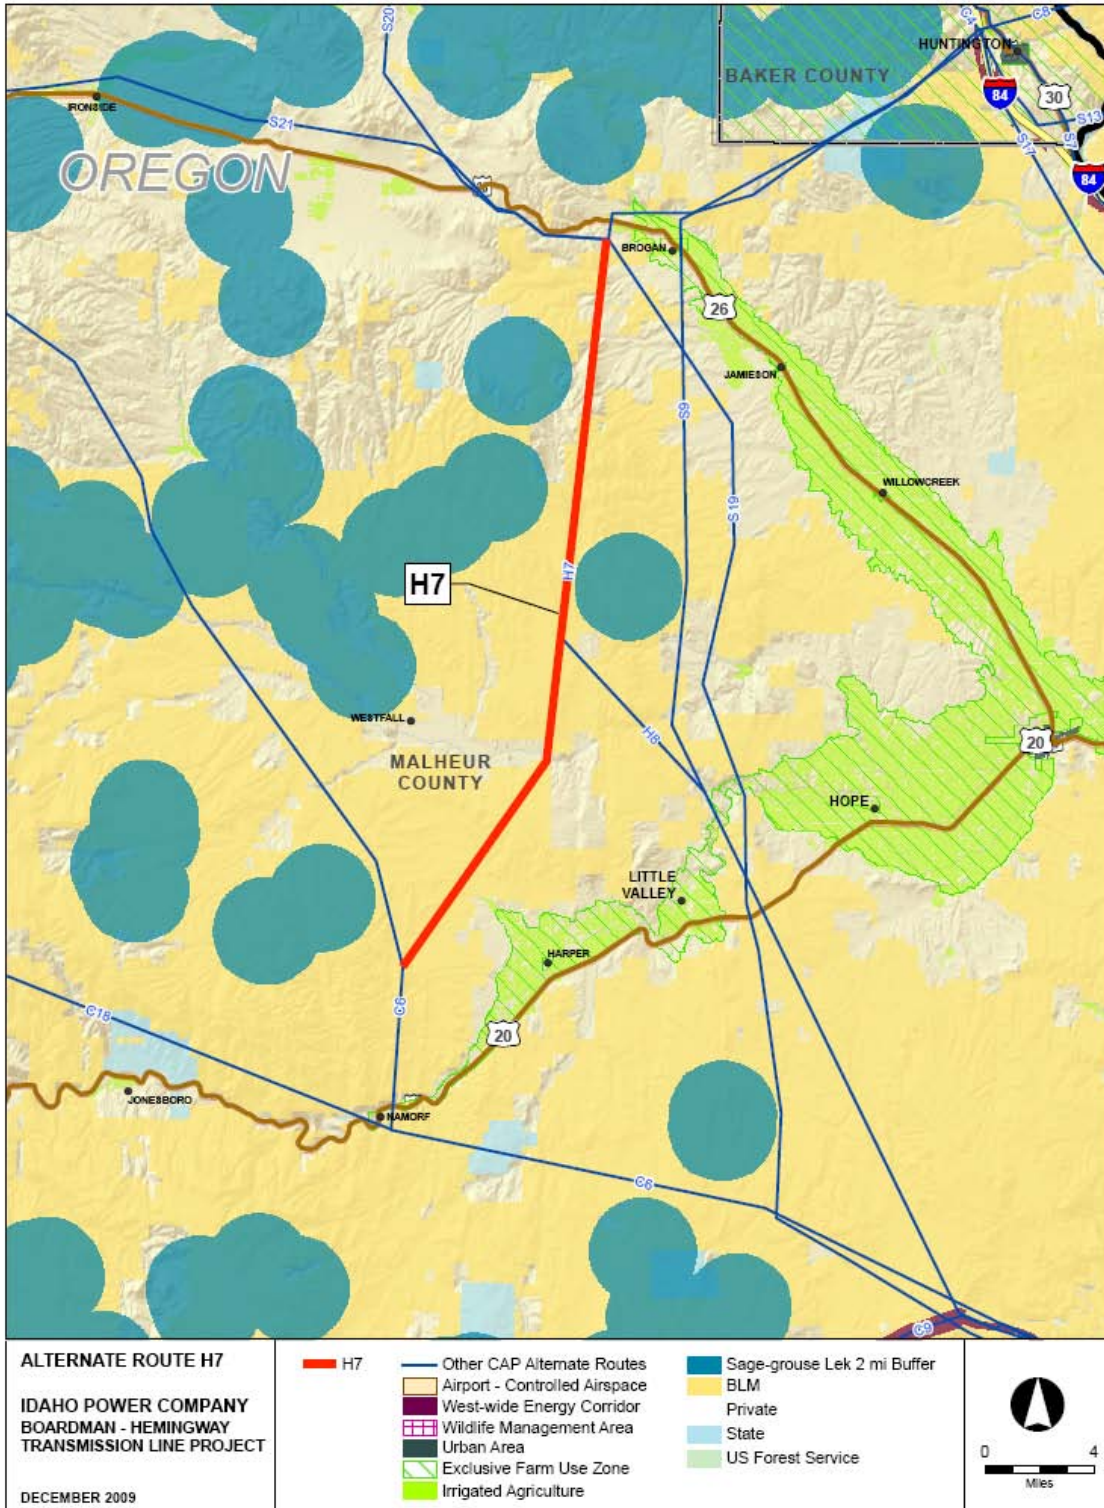 S20
C4
C8
HUNTINGTON
BAKER COUNTY
84
30
IRONSIDE
S21
S13
S17
S7
OREGON
84
BROGAN
26
JAMIESON
S9
WILLOWCREEK
S19
H7
H7
WESTFALL
H8
20
MALHEUR
COUNTY
HOPE
LITTLE
VALLEY
HARPER
C6
C18
20
JONESBORO
NAMORF
C6
C9
ALTERNATE ROUTE H7
IDAHO POWER COMPANY
BOARDMAN - HEMINGWAY
TRANSMISSION LINE PROJECT
DECEMBER 2009
H7
Other CAP Alternate Routes
Airport - Controlled Airspace
West-wide Energy Corridor
Wildlife Management Area
Urban Area
Exclusive Farm Use Zone
Irrigated Agriculture
Sage-grouse Lek 2 mi Buffer
BLM
Private
State
US Forest Service
0 4
Miles